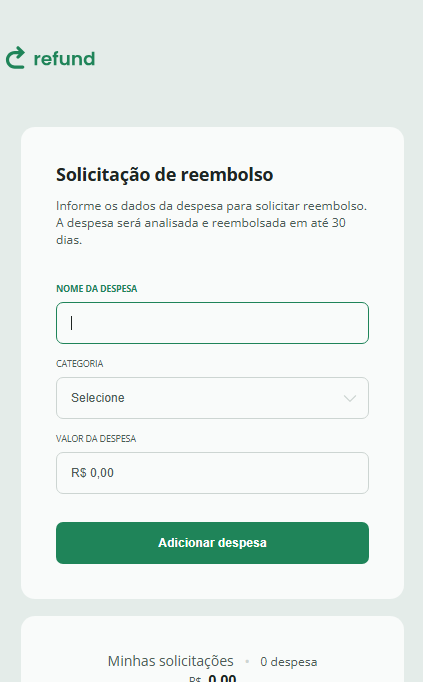 refund
Solicitação de reembolso
Informe os dados da despesa para solicitar reembolso.
A despesa será analisada e reembolsada em até 30
dias.
NOME DA DESPESA
CATEGORIA
Selecione
VALOR DA DESPESA
R$ 0,00
Adicionar despesa
Minhas solicitações • 0 despesa
R$ 0,00